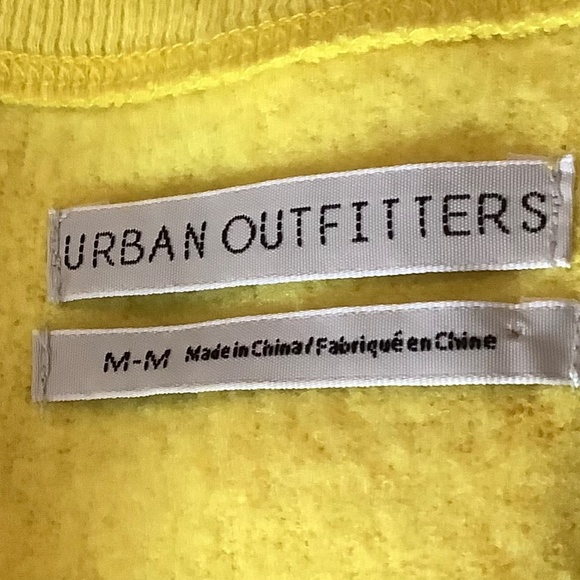 URBAN OUTFITTERS
M-M Made in China / Fabriqué en Chine